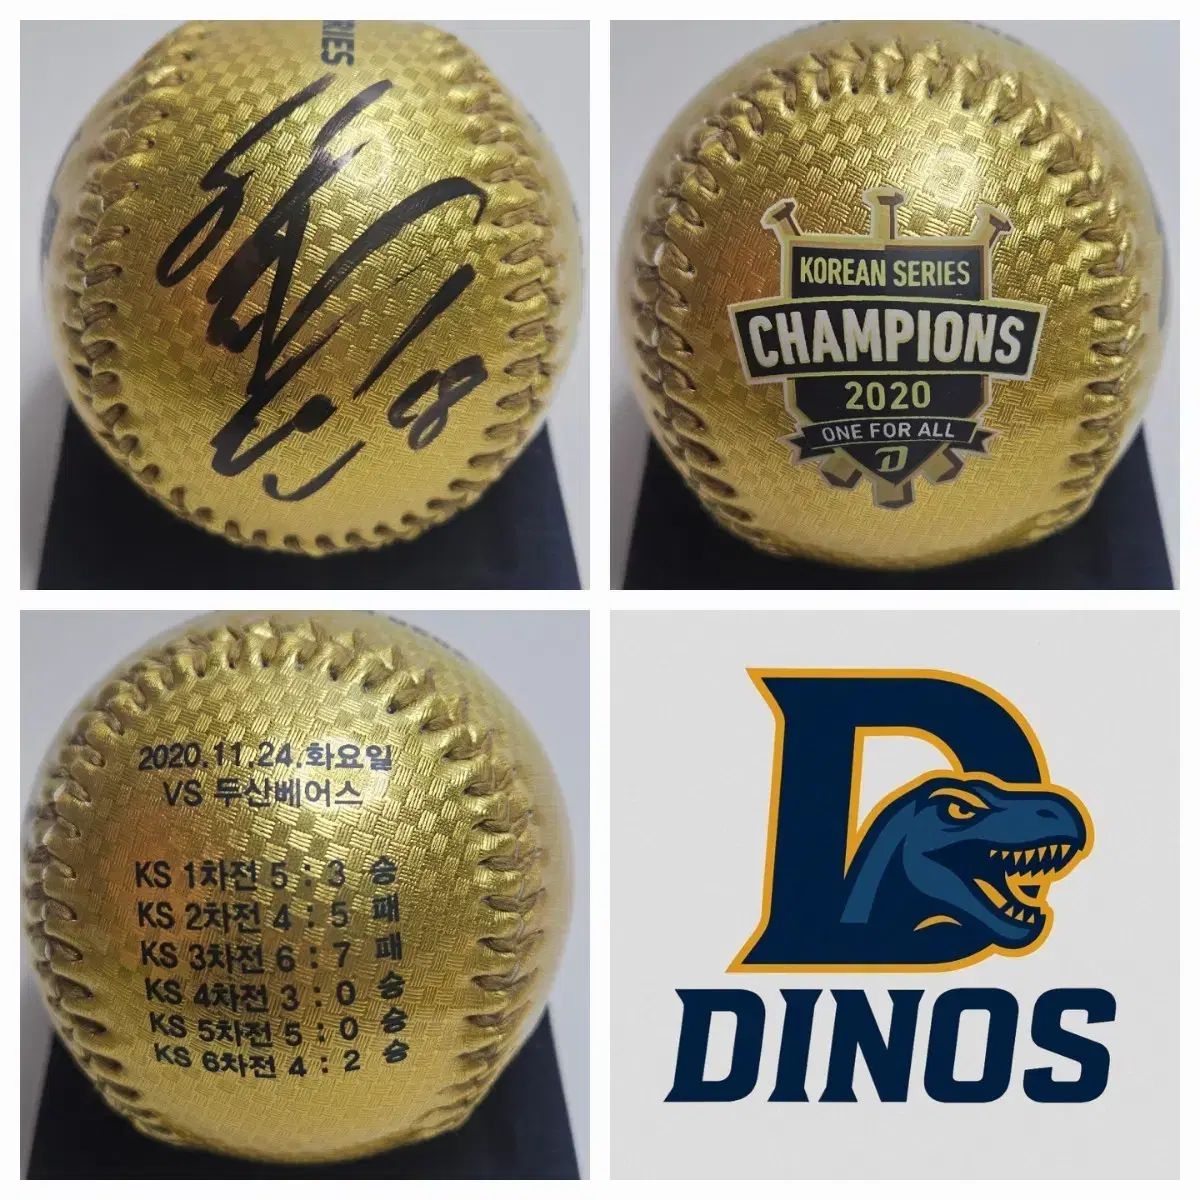 RIES
KOREAN SERIES
CHAMPIONS
2020
ONE FOR ALL
D
2020.11.24.화요일
VS 두산베어스
KS 1차전 5 : 3 승
KS 2차전 4 : 5 패
KS 3차전 6 : 7 패
KS 4차전 3 : 0 승
KS 5차전 5 : 0 승
KS 6차전 4 : 2 승
D
DINOS